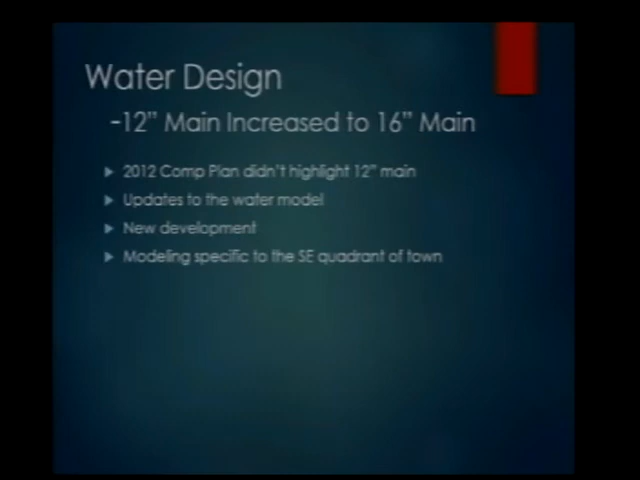 Water Design
-12" Main Increased to 16" Main
2012 Comp Plan didn't highlight 12" main
Updates to the water model
New development
Modeling specific to the SE quadrant of town